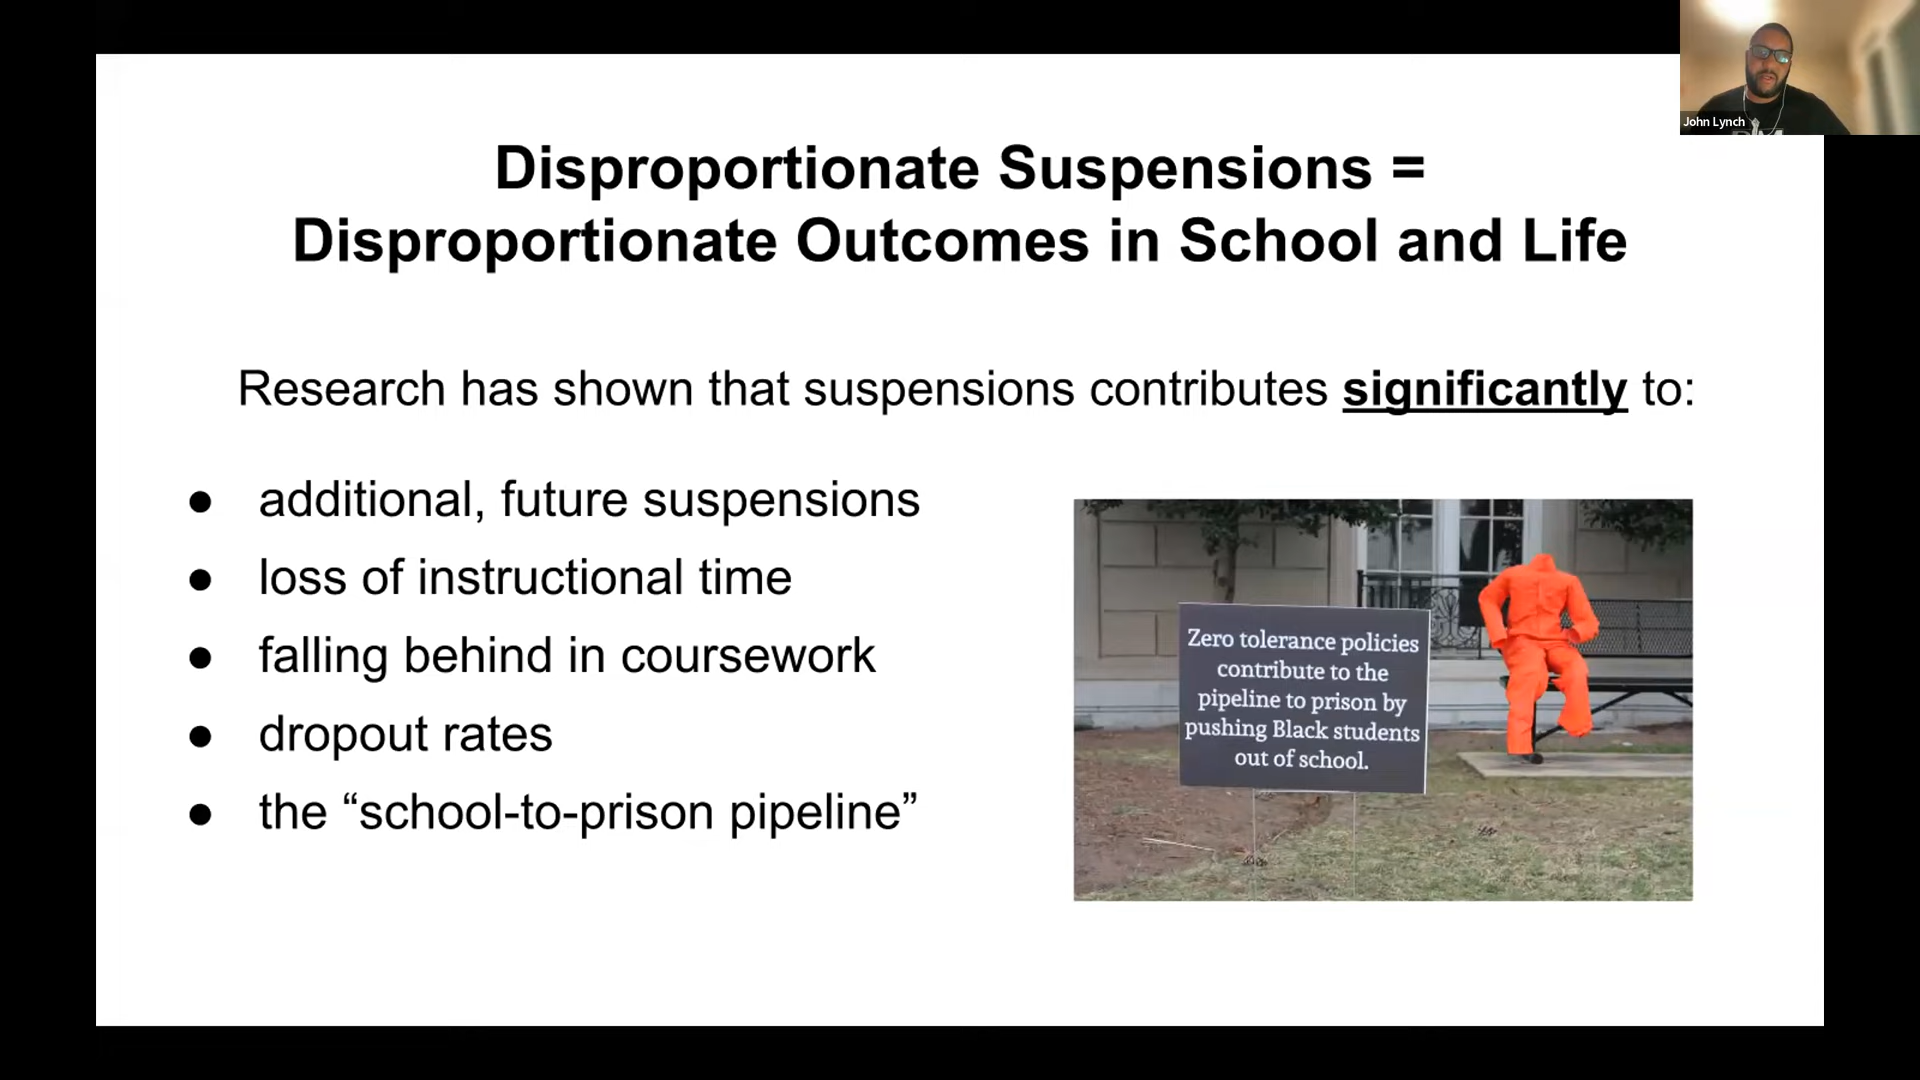 Disproportionate Suspensions =
Disproportionate Outcomes in School and Life
Research has shown that suspensions contributes significantly to:
● additional, future suspensions
● loss of instructional time
● falling behind in coursework
● dropout rates
● the “school-to-prison pipeline”
Zero tolerance policies
contribute to the
pipeline to prison by
pushing Black students
out of school.
John Lynch